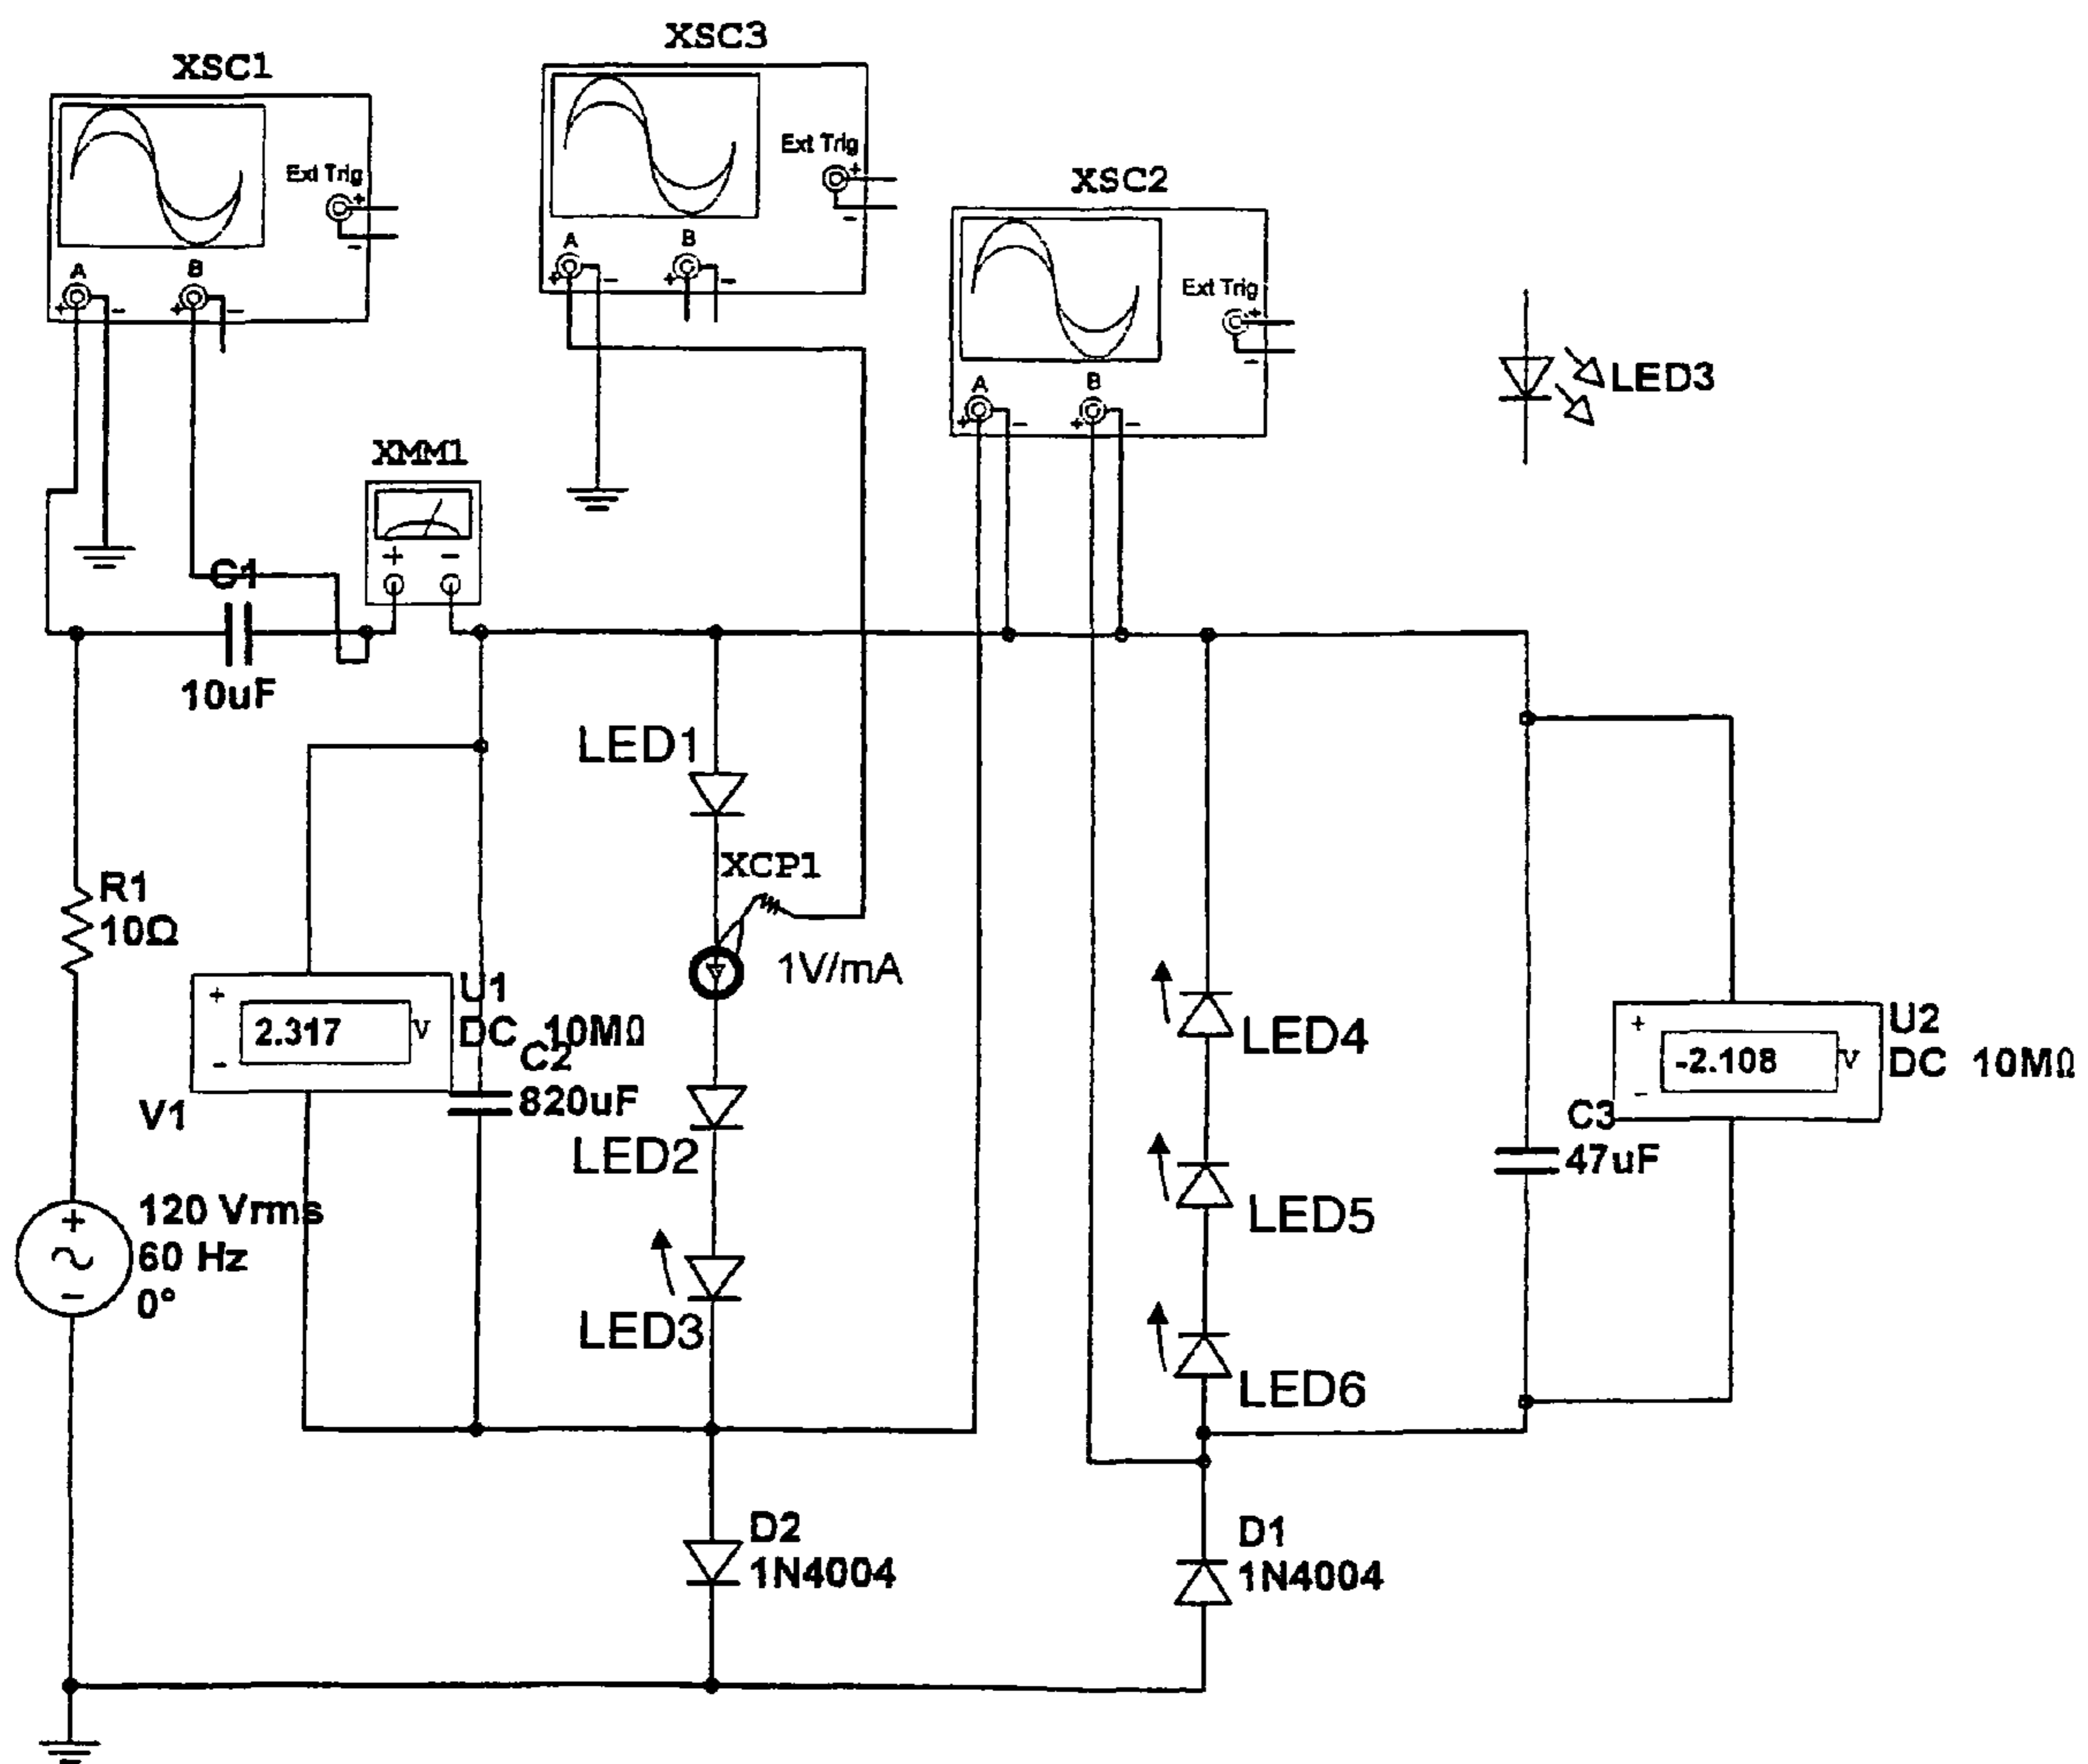 XSC3
XSC1
Ext Trig
A
B
+
-
+
-
+
-
Ext Trig
A
B
+
-
+
-
+
-
XSC2
Ext Trig
A
B
+
-
+
-
+
-
LED3
XMM1
+
-
C1
10uF
LED1
XCP1
1V//mA
R1
10Ω
+
2.317
V
-
U1
DC 10MΩ
C2
820uF
LED2
LED3
V1
120 Vrms
60 Hz
0°
+
-
LED4
LED5
LED6
U2
DC 10MΩ
+
-2.108
V
-
C3
47uF
D2
1N4004
D1
1N4004